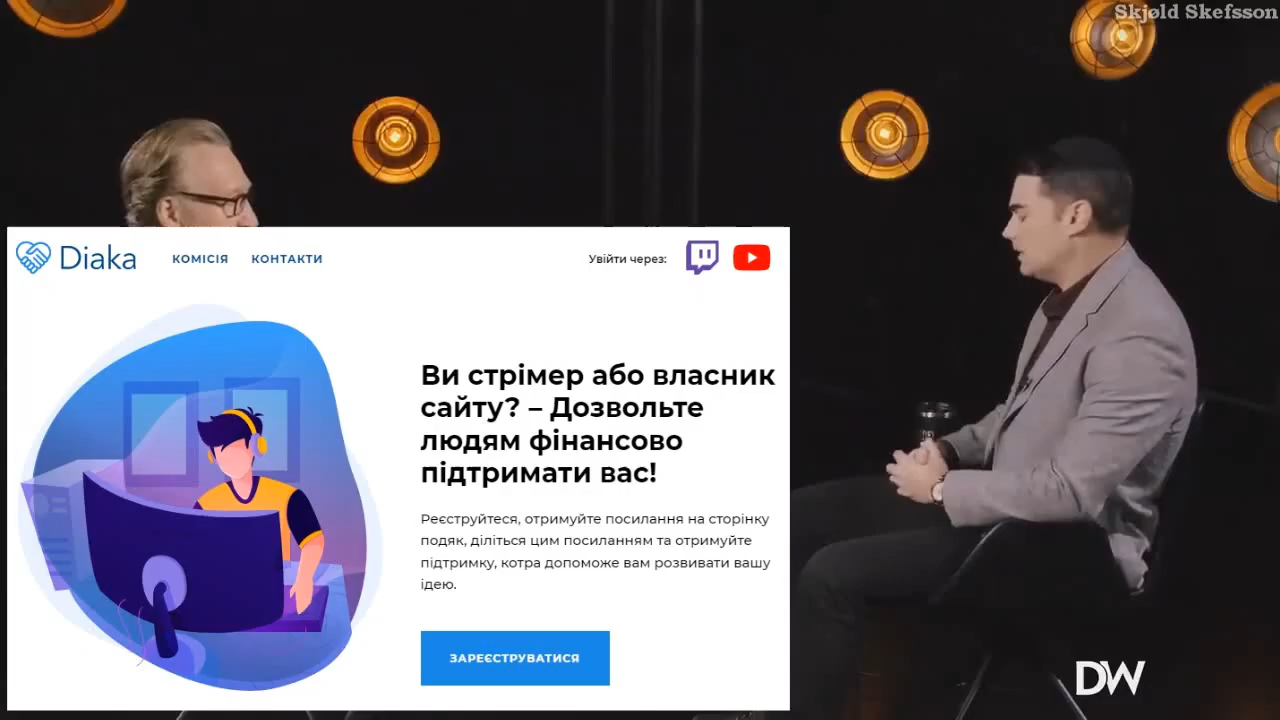 Skjøld Skefsson
Diaka
КОМІСІЯ
КОНТАКТИ
Увійти через:
Ви стрімер або власник
сайту? – Дозвольте
людям фінансово
підтримати вас!
Реєструйтеся, отримуйте посилання на сторінку
подяк, діліться цим посиланням та отримуйте
підтримку, котра допоможе вам розвивати вашу
ідею.
ЗАРЕЄСТРУВАТИСЯ
DW